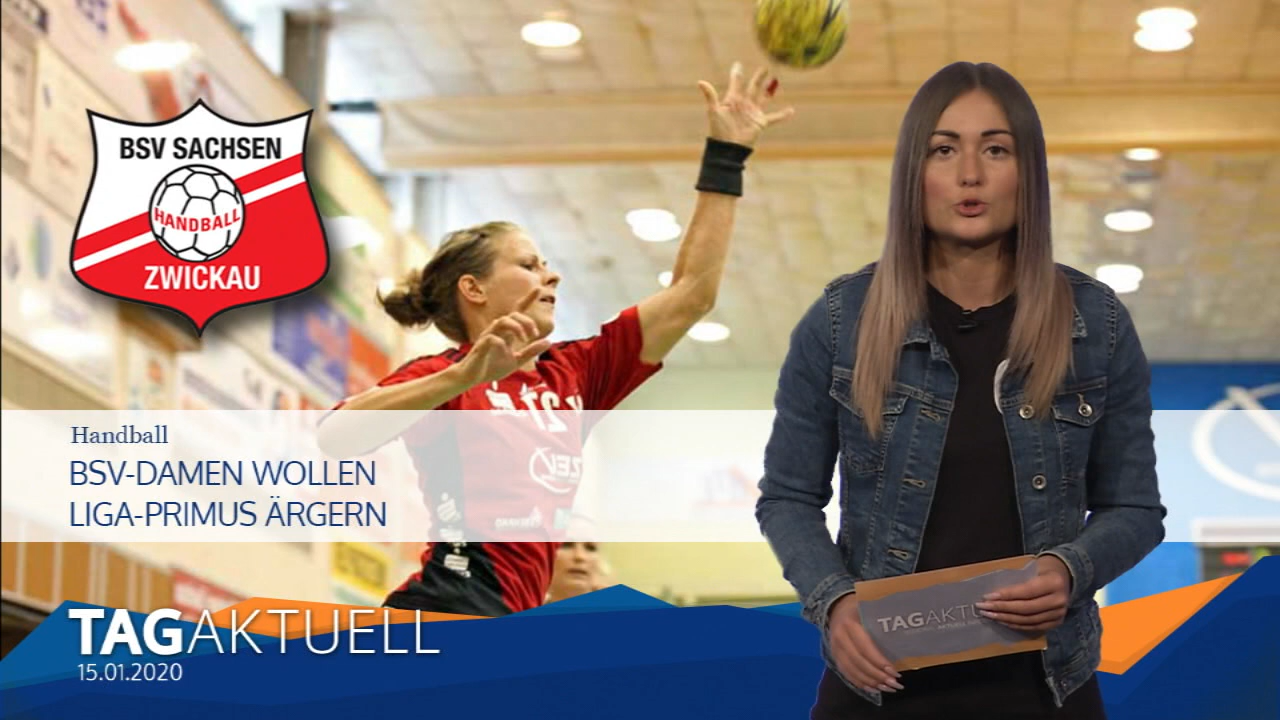 BSV SACHSEN
HANDBALL
ZWICKAU
Handball
BSV-DAMEN WOLLEN
LIGA-PRIMUS ÄRGERN
TAGAKTUELL
15.01.2020